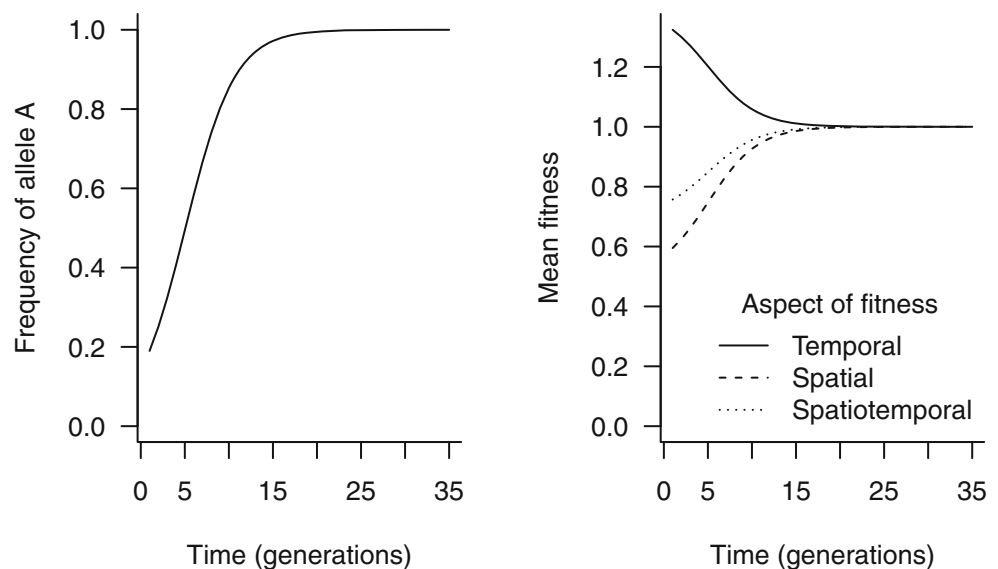 Frequency of allele A
1.0
0.8
0.6
0.4
0.2
0.0
0 5 15 25 35
Time (generations)
Mean fitness
1.2
1.0
0.8
0.6
0.4
0.2
0.0
Aspect of fitness
Temporal
Spatial
Spatiotemporal
0 5 15 25 35
Time (generations)